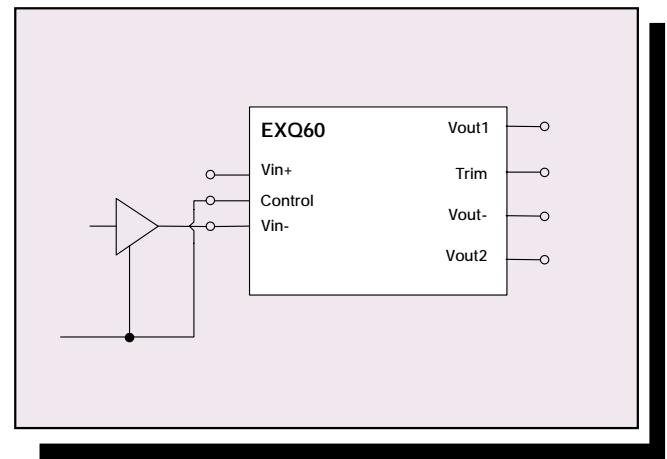 EXQ60
Vin+
Control
Vin-
Vout1
Trim
Vout-
Vout2